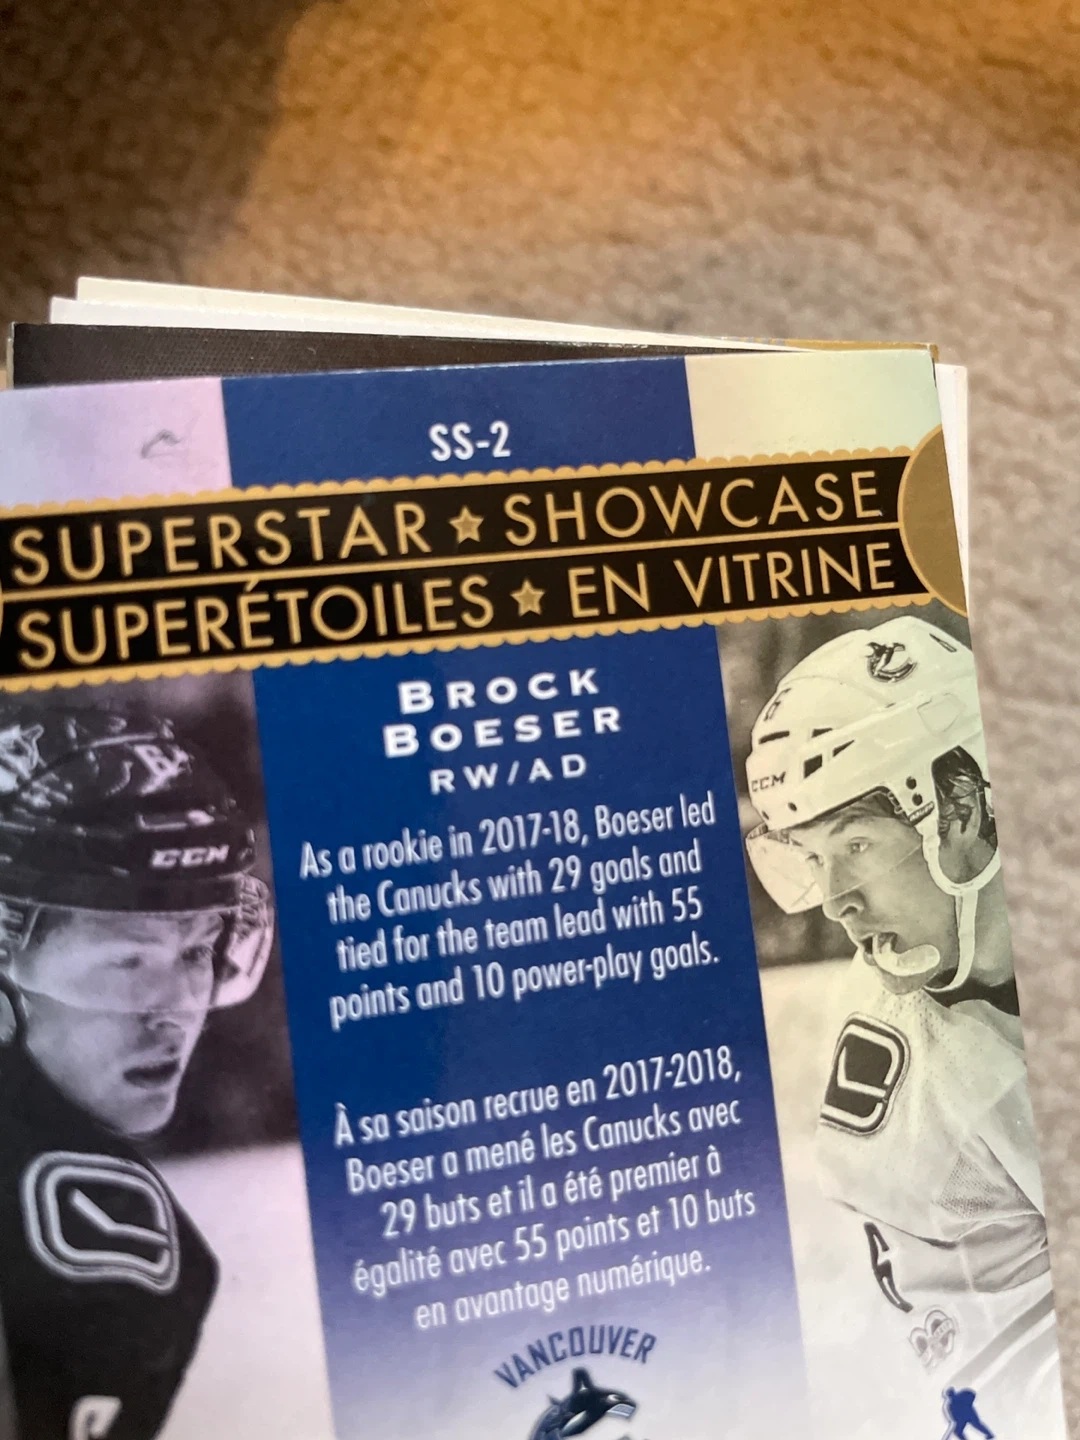 SS-2
SUPERSTAR ★ SHOWCASE
SUPERÉTOILES ★ EN VITRINE
BROCK
BOESER
RW/AD
As a rookie in 2017-18, Boeser led
the Canucks with 29 goals and
tied for the team lead with 55
points and 10 power-play goals.
À sa saison recrue en 2017-2018,
Boeser a mené les Canucks avec
29 buts et il a été premier à
égalité avec 55 points et 10 buts
en avantage numérique.
VANCOUVER
CCM
CCM